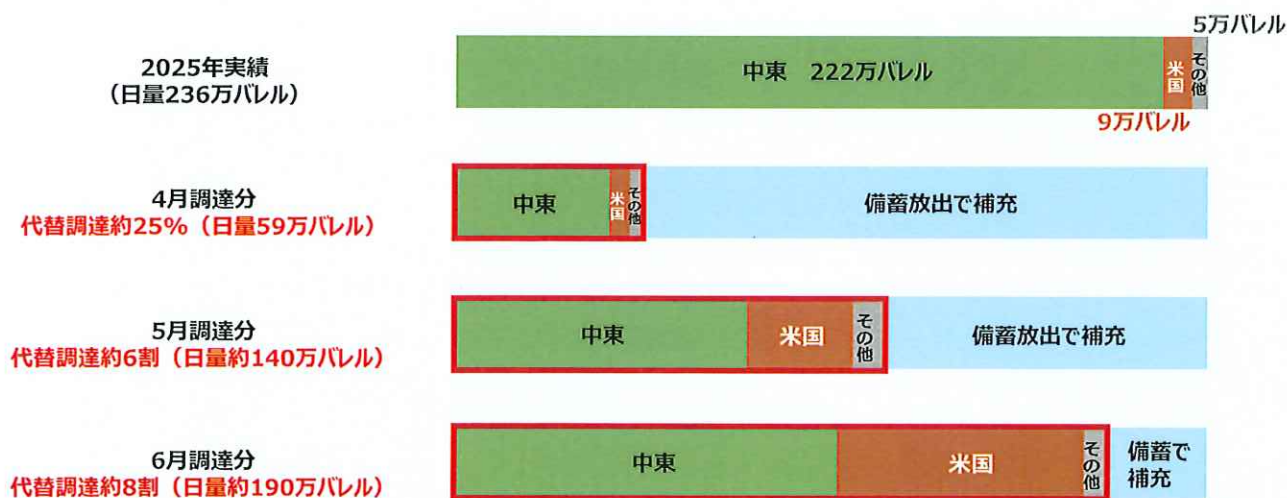 5万バレル
2025年実績
（日量236万バレル）
中東　222万バレル
米国
その他
9万バレル
4月調達分
代替調達約25%（日量59万バレル）
中東
米国
その他
備蓄放出で補充
5月調達分
代替調達約6割（日量約140万バレル）
中東
米国
その他
備蓄放出で補充
6月調達分
代替調達約8割（日量約190万バレル）
中東
米国
その他
備蓄で
補充